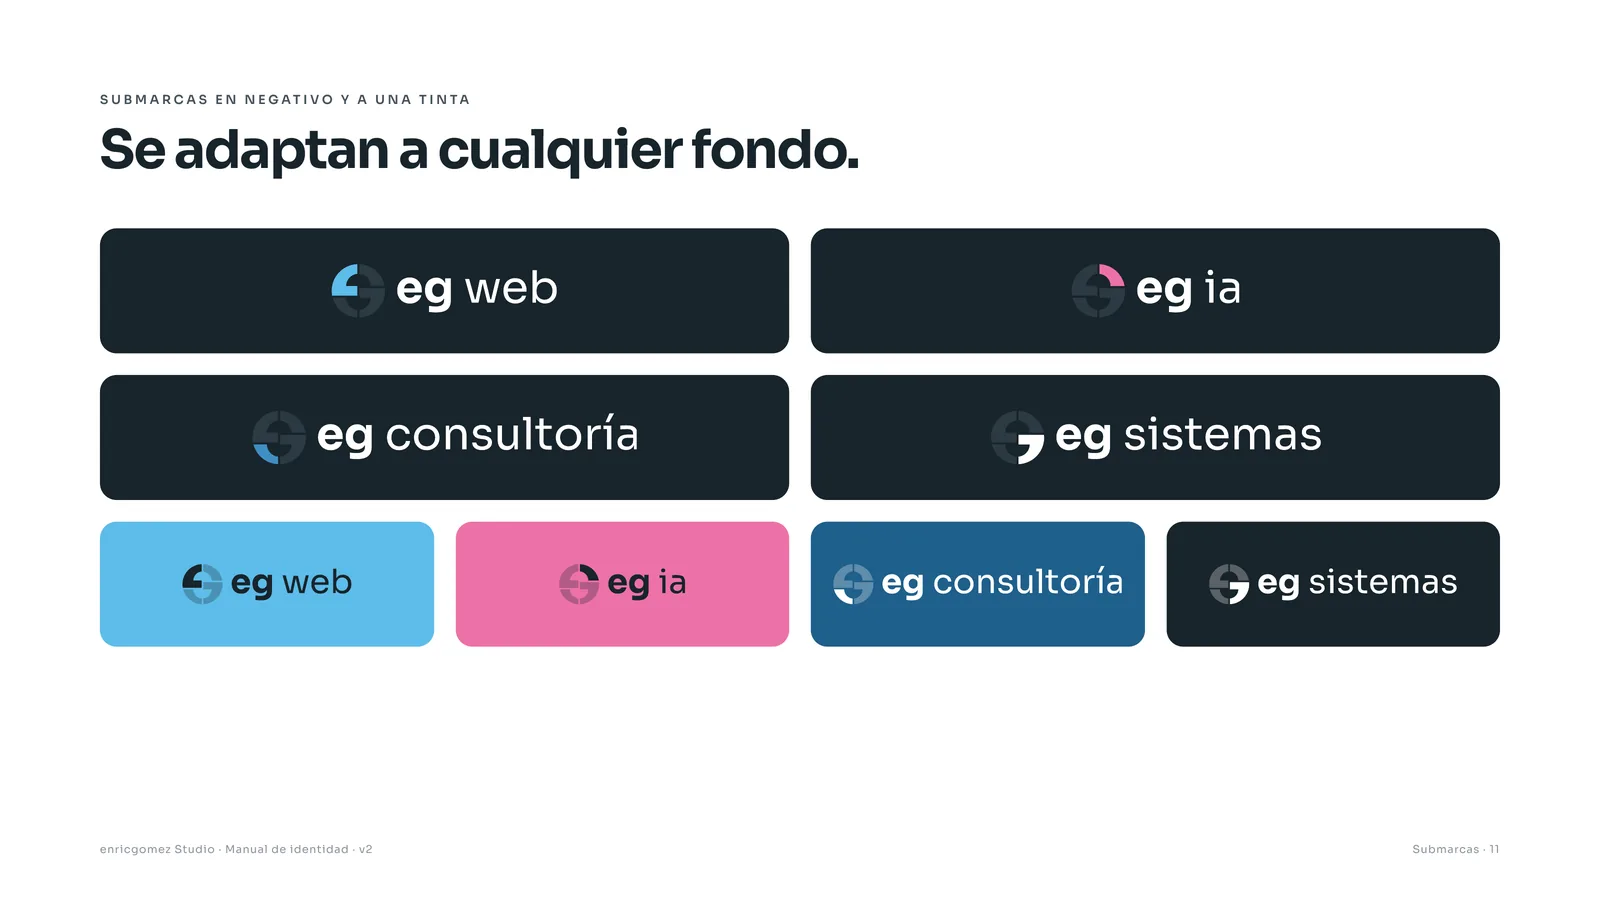 SUBMARCAS EN NEGATIVO Y A UNA TINTA
Se adaptan a cualquier fondo.
eg web
eg ia
eg consultoría
eg sistemas
eg web
eg ia
eg consultoría
eg sistemas
enricgomez Studio · Manual de identidad · v2
Submarcas · 11